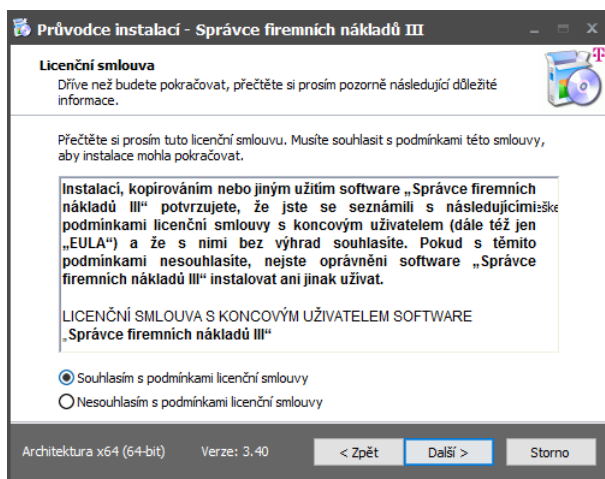 Průvodce instalací - Správce firemních nákladů III
T
Licenční smlouva
Dříve než budete pokračovat, přečtěte si prosím pozorně následující důležité
informace.
Přečtěte si prosím tuto licenční smlouvu. Musíte souhlasit s podmínkami této smlouvy,
aby instalace mohla pokračovat.
Instalací, kopírováním nebo jiným užitím software „Správce firemních
nákladů III“ potvrzujete, že jste se seznámili s následujícími
podmínkami licenční smlouvy s koncovým uživatelem (dále též jen
„EULA“) a že s nimi bez výhrad souhlasíte. Pokud s těmito
podmínkami nesouhlasíte, nejste oprávněni software „Správce
firemních nákladů III“ instalovat ani jinak užívat.
LICENČNÍ SMLOUVA S KONCOVÝM UŽIVATELEM SOFTWARE
„Správce firemních nákladů III“
Souhlasím s podmínkami licenční smlouvy
Nesouhlasím s podmínkami licenční smlouvy
Architektura x64 (64-bit) Verze: 3.40 < Zpět Další > Storno